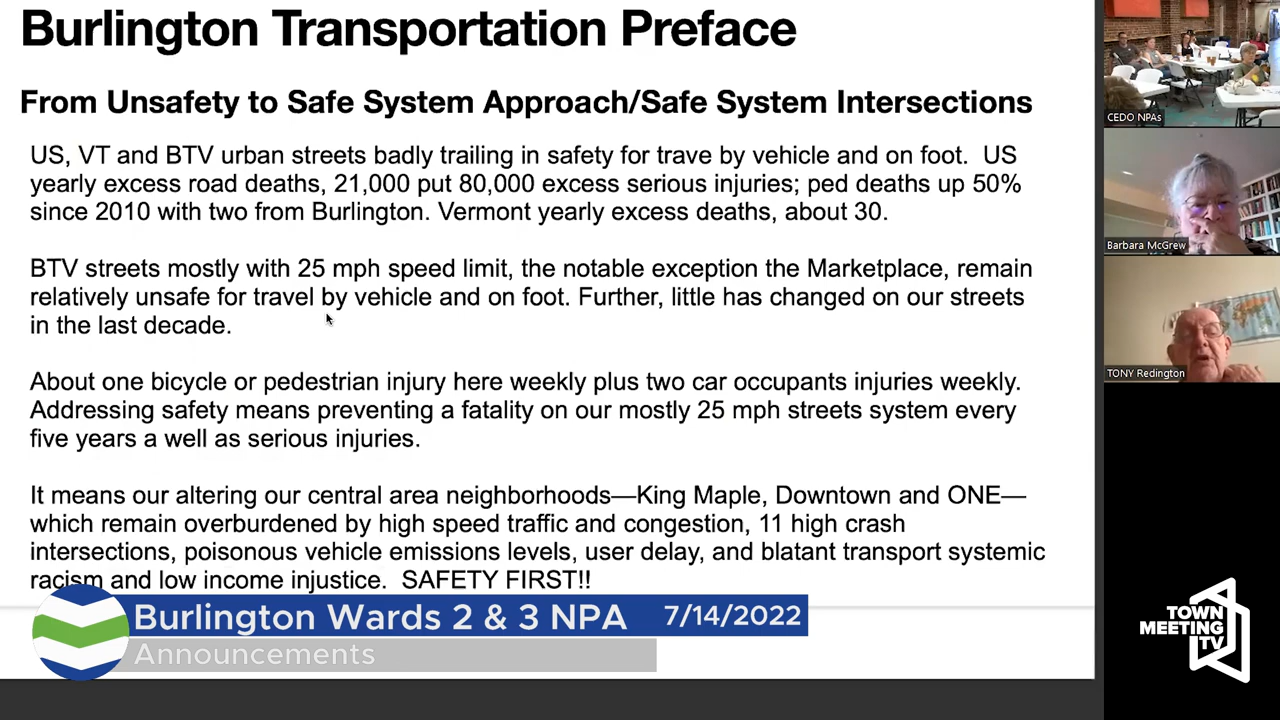 Burlington Transportation Preface
From Unsafety to Safe System Approach/Safe System Intersections
US, VT and BTV urban streets badly trailing in safety for trave by vehicle and on foot.  US
yearly excess road deaths, 21,000 put 80,000 excess serious injuries; ped deaths up 50%
since 2010 with two from Burlington. Vermont yearly excess deaths, about 30.
BTV streets mostly with 25 mph speed limit, the notable exception the Marketplace, remain
relatively unsafe for travel by vehicle and on foot. Further, little has changed on our streets
in the last decade.
About one bicycle or pedestrian injury here weekly plus two car occupants injuries weekly.
Addressing safety means preventing a fatality on our mostly 25 mph streets system every
five years a well as serious injuries.
It means our altering our central area neighborhoods—King Maple, Downtown and ONE—
which remain overburdened by high speed traffic and congestion, 11 high crash
intersections, poisonous vehicle emissions levels, user delay, and blatant transport systemic
racism and low income injustice.  SAFETY FIRST!!
Burlington Wards 2 & 3 NPA 7/14/2022
Announcements
CEDO NPAs
Barbara McGrew
TONY Redington
TOWN
MEETING
TV